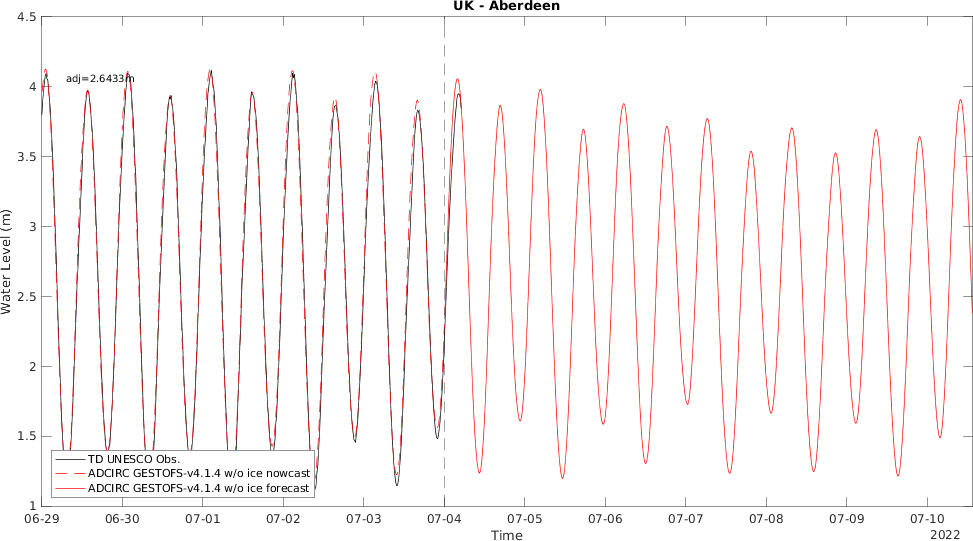 UK - Aberdeen
4.5
4
3.5
3
2.5
2
1.5
1
Water Level (m)
adj=2.6433m
TD UNESCO Obs.
ADCIRC GESTOFS-v4.1.4 w/o ice nowcast
ADCIRC GESTOFS-v4.1.4 w/o ice forecast
06-29 06-30 07-01 07-02 07-03 07-04 07-05 07-06 07-07 07-08 07-09 07-10
Time
2022